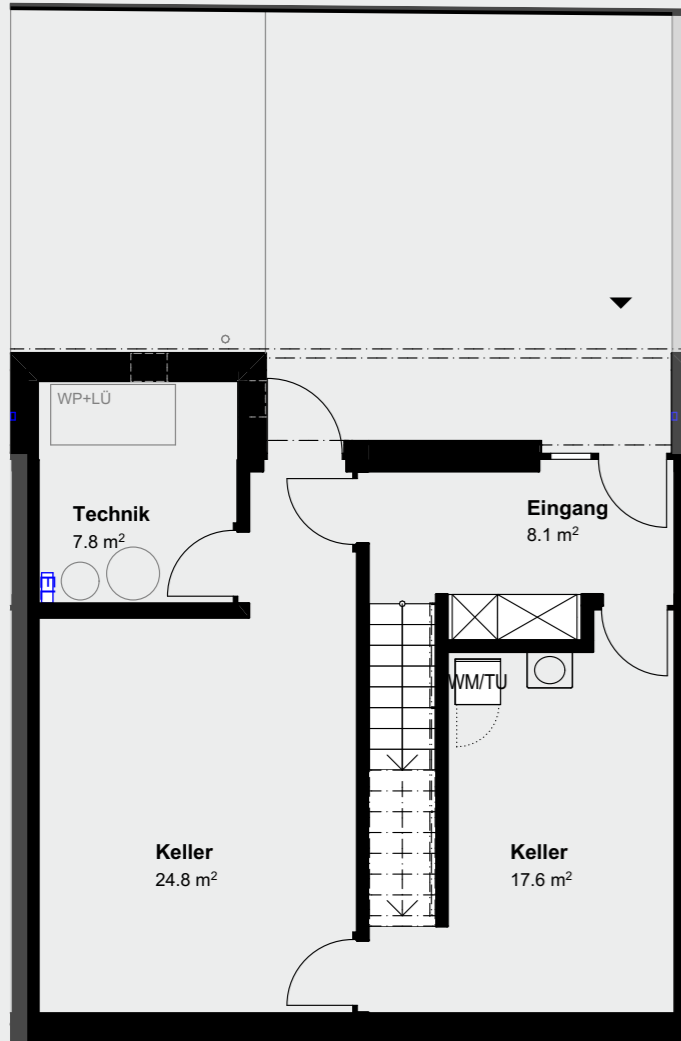 WP+LÜ
Technik
7.8 m²
Eingang
8.1 m²
E
WM/TU
Keller
24.8 m²
Keller
17.6 m²